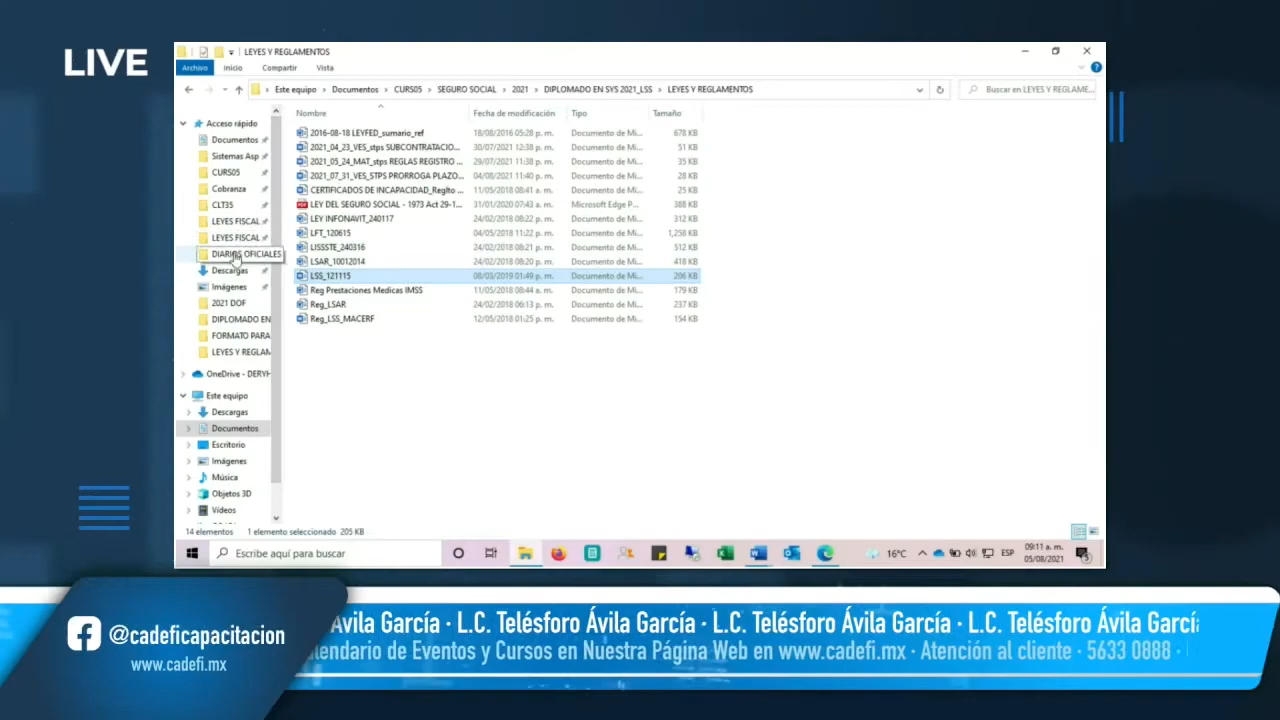 LIVE
LEYES Y REGLAMENTOS
Archivo Inicio Compartir Vista
Este equipo › Documentos › CURS05 › SEGURO SOCIAL › 2021 › DIPLOMADO EN SYS 2021_LSS › LEYES Y REGLAMENTOS
Buscar en LEYES Y REGLAME...
Nombre Fecha de modificación Tipo Tamaño
2016-08-18 LEYFED_sumario_ref 18/08/2016 05:28 p. m. Documento de Mi... 678 KB
2021_04_23_VES_stps SUBCONTRATACIO... 30/07/2021 12:38 p. m. Documento de Mi... 51 KB
2021_05_24_MAT_stps REGLAS REGISTRO ... 29/07/2021 11:38 p. m. Documento de Mi... 35 KB
2021_07_31_VES_STPS PRORROGA PLAZO... 04/08/2021 11:40 p. m. Documento de Mi... 28 KB
CERTIFICADOS DE INCAPACIDAD_Reglto ... 11/05/2018 08:41 a. m. Documento de Mi... 25 KB
LEY DEL SEGURO SOCIAL - 1973 Act 29-1... 31/01/2020 07:43 a. m. Microsoft Edge P... 388 KB
LEY INFONAVIT_240117 24/02/2018 08:22 p. m. Documento de Mi... 312 KB
LFT_120615 04/05/2018 11:22 p. m. Documento de Mi... 1,258 KB
LISSSTE_240316 24/02/2018 08:21 p. m. Documento de Mi... 512 KB
LSAR_10012014 24/02/2018 08:20 p. m. Documento de Mi... 418 KB
LSS_121115 08/03/2019 01:49 p. m. Documento de Mi... 206 KB
Reg Prestaciones Medicas IMSS 11/05/2018 08:44 a. m. Documento de Mi... 179 KB
Reg_LSAR 24/02/2018 06:13 p. m. Documento de Mi... 237 KB
Reg_LSS_MACERF 12/05/2018 01:25 p. m. Documento de Mi... 154 KB
Acceso rápido
Documentos
Sistemas Asp
CURS05
Cobranza
CLT35
LEYES FISCAL
LEYES FISCAL
DIARIOS OFICIALES
Descargas
Imágenes
2021 DOF
DIPLOMADO EN
FORMATO PARA
LEYES Y REGLAM
OneDrive - DERYH
Este equipo
Descargas
Documentos
Escritorio
Imágenes
Música
Objetos 3D
Vídeos
14 elementos 1 elemento seleccionado 205 KB
Escribe aquí para buscar
16°C ESP 09:11 a. m.
05/08/2021
5
@cadeficapacitacion
www.cadefi.mx
Ávila García · L.C. Telésforo Ávila García · L.C. Telésforo Ávila García · L.C. Telésforo Ávila Garcí
lendario de Eventos y Cursos en Nuestra Página Web en www.cadefi.mx · Atención al cliente · 5633 0888 ·